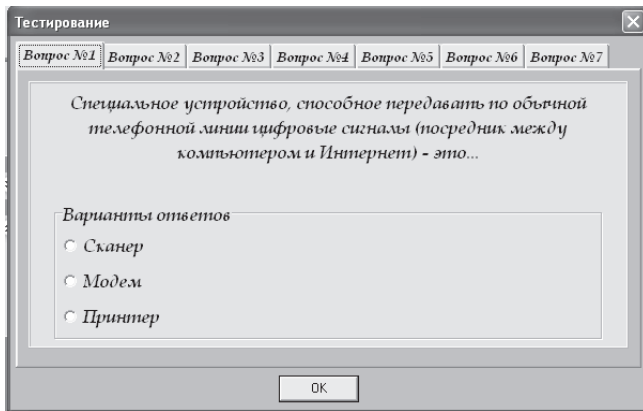 Тестирование
Вопрос №1 Вопрос №2 Вопрос №3 Вопрос №4 Вопрос №5 Вопрос №6 Вопрос №7
Специальное устройство, способное передавать по обычной
телефонной линии цифровые сигналы (посредник между
компьютером и Интернет) - это...
Варианты ответов
Сканер
Модем
Принтер
OK